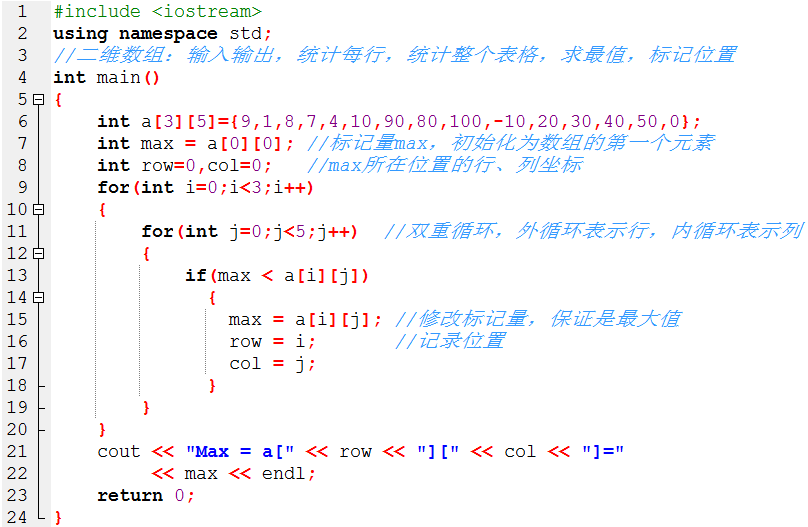 1 #include <iostream>
2 using namespace std;
3 //二维数组：输入输出，统计每行，统计整个表格，求最值，标记位置
4 int main()
5 {
6 int a[3][5]={9,1,8,7,4,10,90,80,100,-10,20,30,40,50,0};
7 int max = a[0][0]; //标记量max，初始化为数组的第一个元素
8 int row=0,col=0; //max所在位置的行、列坐标
9 for(int i=0;i<3;i++)
10 {
11 for(int j=0;j<5;j++) //双重循环，外循环表示行，内循环表示列
12 {
13 if(max < a[i][j])
14 {
15 max = a[i][j]; //修改标记量，保证是最大值
16 row = i; //记录位置
17 col = j;
18 }
19 }
20 }
21 cout << "Max = a[" << row << "][" << col << "]="
22 << max << endl;
23 return 0;
24 }